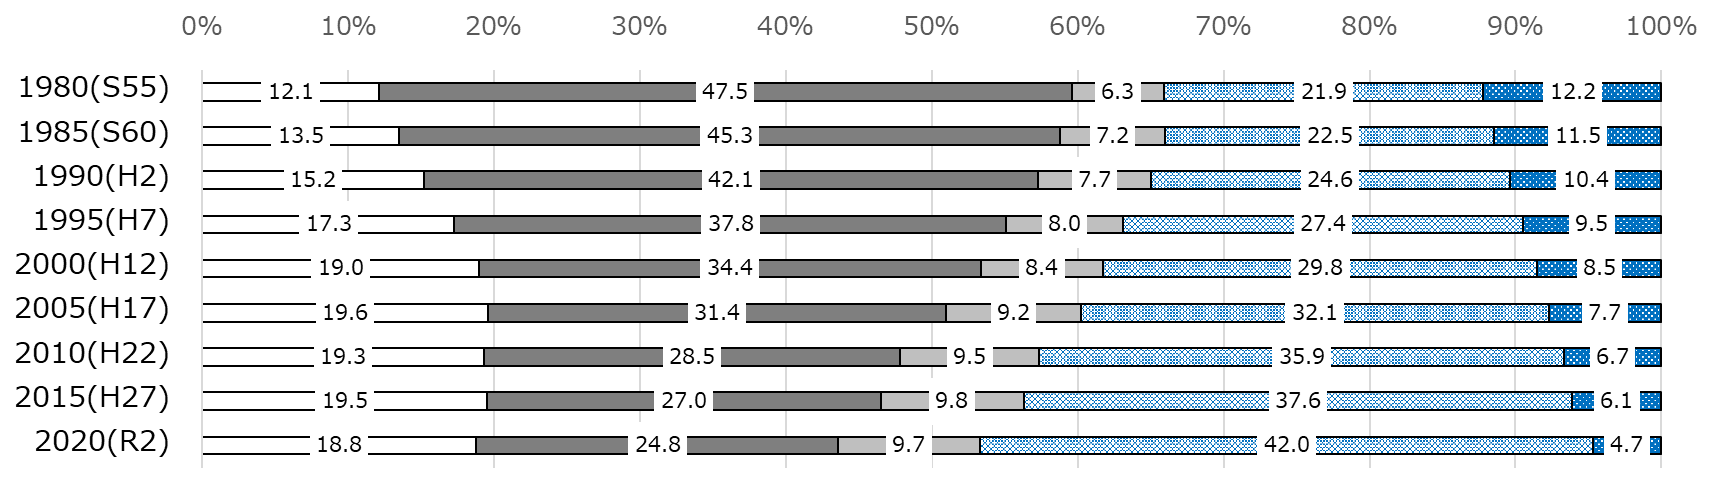 0% 10% 20% 30% 40% 50% 60% 70% 80% 90% 100%
1980(S55) 12.1 47.5 6.3 21.9 12.2
1985(S60) 13.5 45.3 7.2 22.5 11.5
1990(H2) 15.2 42.1 7.7 24.6 10.4
1995(H7) 17.3 37.8 8.0 27.4 9.5
2000(H12) 19.0 34.4 8.4 29.8 8.5
2005(H17) 19.6 31.4 9.2 32.1 7.7
2010(H22) 19.3 28.5 9.5 35.9 6.7
2015(H27) 19.5 27.0 9.8 37.6 6.1
2020(R2) 18.8 24.8 9.7 42.0 4.7